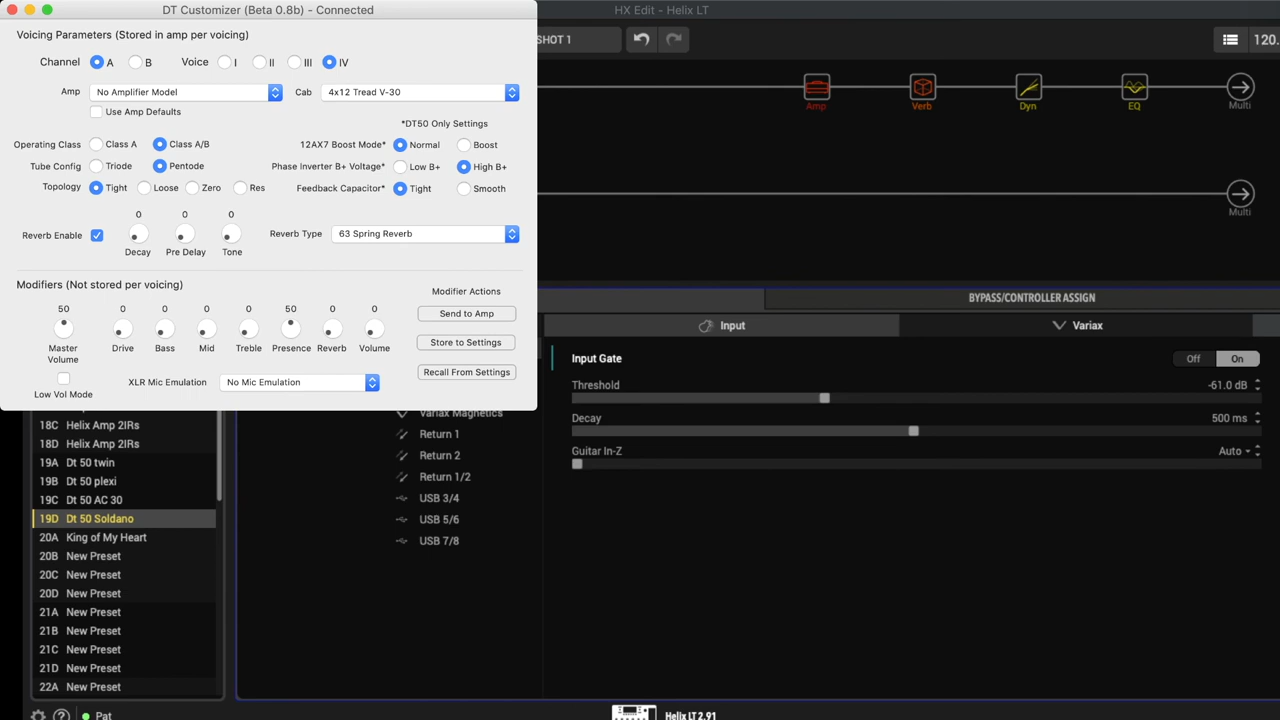 DT Customizer (Beta 0.8b) - Connected
HX Edit - Helix LT
Voicing Parameters (Stored in amp per voicing)
Channel A B Voice I II III IV
Amp No Amplifier Model Cab 4x12 Tread V-30
Use Amp Defaults
*DT50 Only Settings
Operating Class Class A Class A/B 12AX7 Boost Mode* Normal Boost
Tube Config Triode Pentode Phase Inverter B+ Voltage* Low B+ High B+
Topology Tight Loose Zero Res Feedback Capacitor* Tight Smooth
0 0 0
Reverb Enable Reverb Type 63 Spring Reverb
Decay Pre Delay Tone
Modifiers (Not stored per voicing)
Modifier Actions
50 0 0 0 0 50 0 0
Send to Amp
Master Volume Drive Bass Mid Treble Presence Reverb Volume
Store to Settings
Recall From Settings
Low Vol Mode
XLR Mic Emulation No Mic Emulation
SHOT 1
120.
Amp Verb Dyn EQ Multi
Multi
BYPASS/CONTROLLER ASSIGN
Input Variax
Input Gate Off On
Threshold -61.0 dB
Decay 500 ms
Guitar In-Z Auto
Variax Magnetics
Return 1
Return 2
Return 1/2
USB 3/4
USB 5/6
USB 7/8
18C Helix Amp 2IRs
18D Helix Amp 2IRs
19A Dt 50 twin
19B Dt 50 plexi
19C Dt 50 AC 30
19D Dt 50 Soldano
20A King of My Heart
20B New Preset
20C New Preset
20D New Preset
21A New Preset
21B New Preset
21C New Preset
21D New Preset
22A New Preset
Pat
Helix LT 2.91